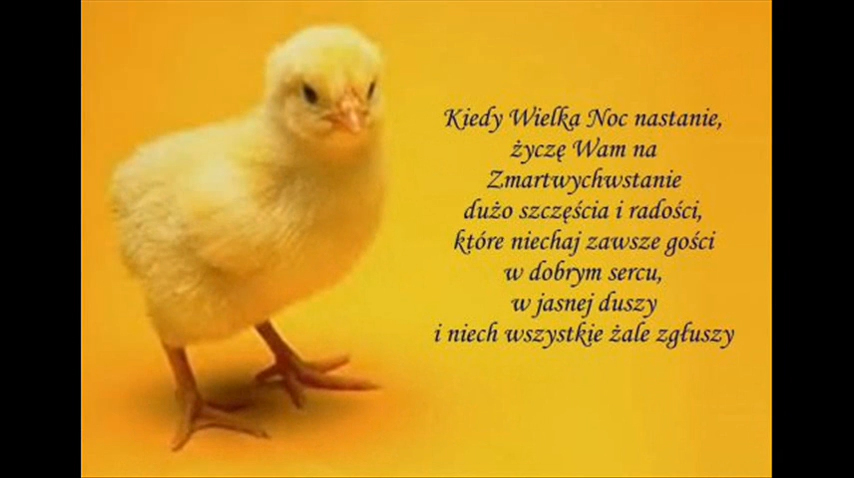 Kiedy Wielka Noc nastanie,
życzę Wam na
Zmartwychwstanie
dużo szczęścia i radości,
które niechaj zawsze gości
w dobrym sercu,
w jasnej duszy
i niech wszystkie żale zgłuszy